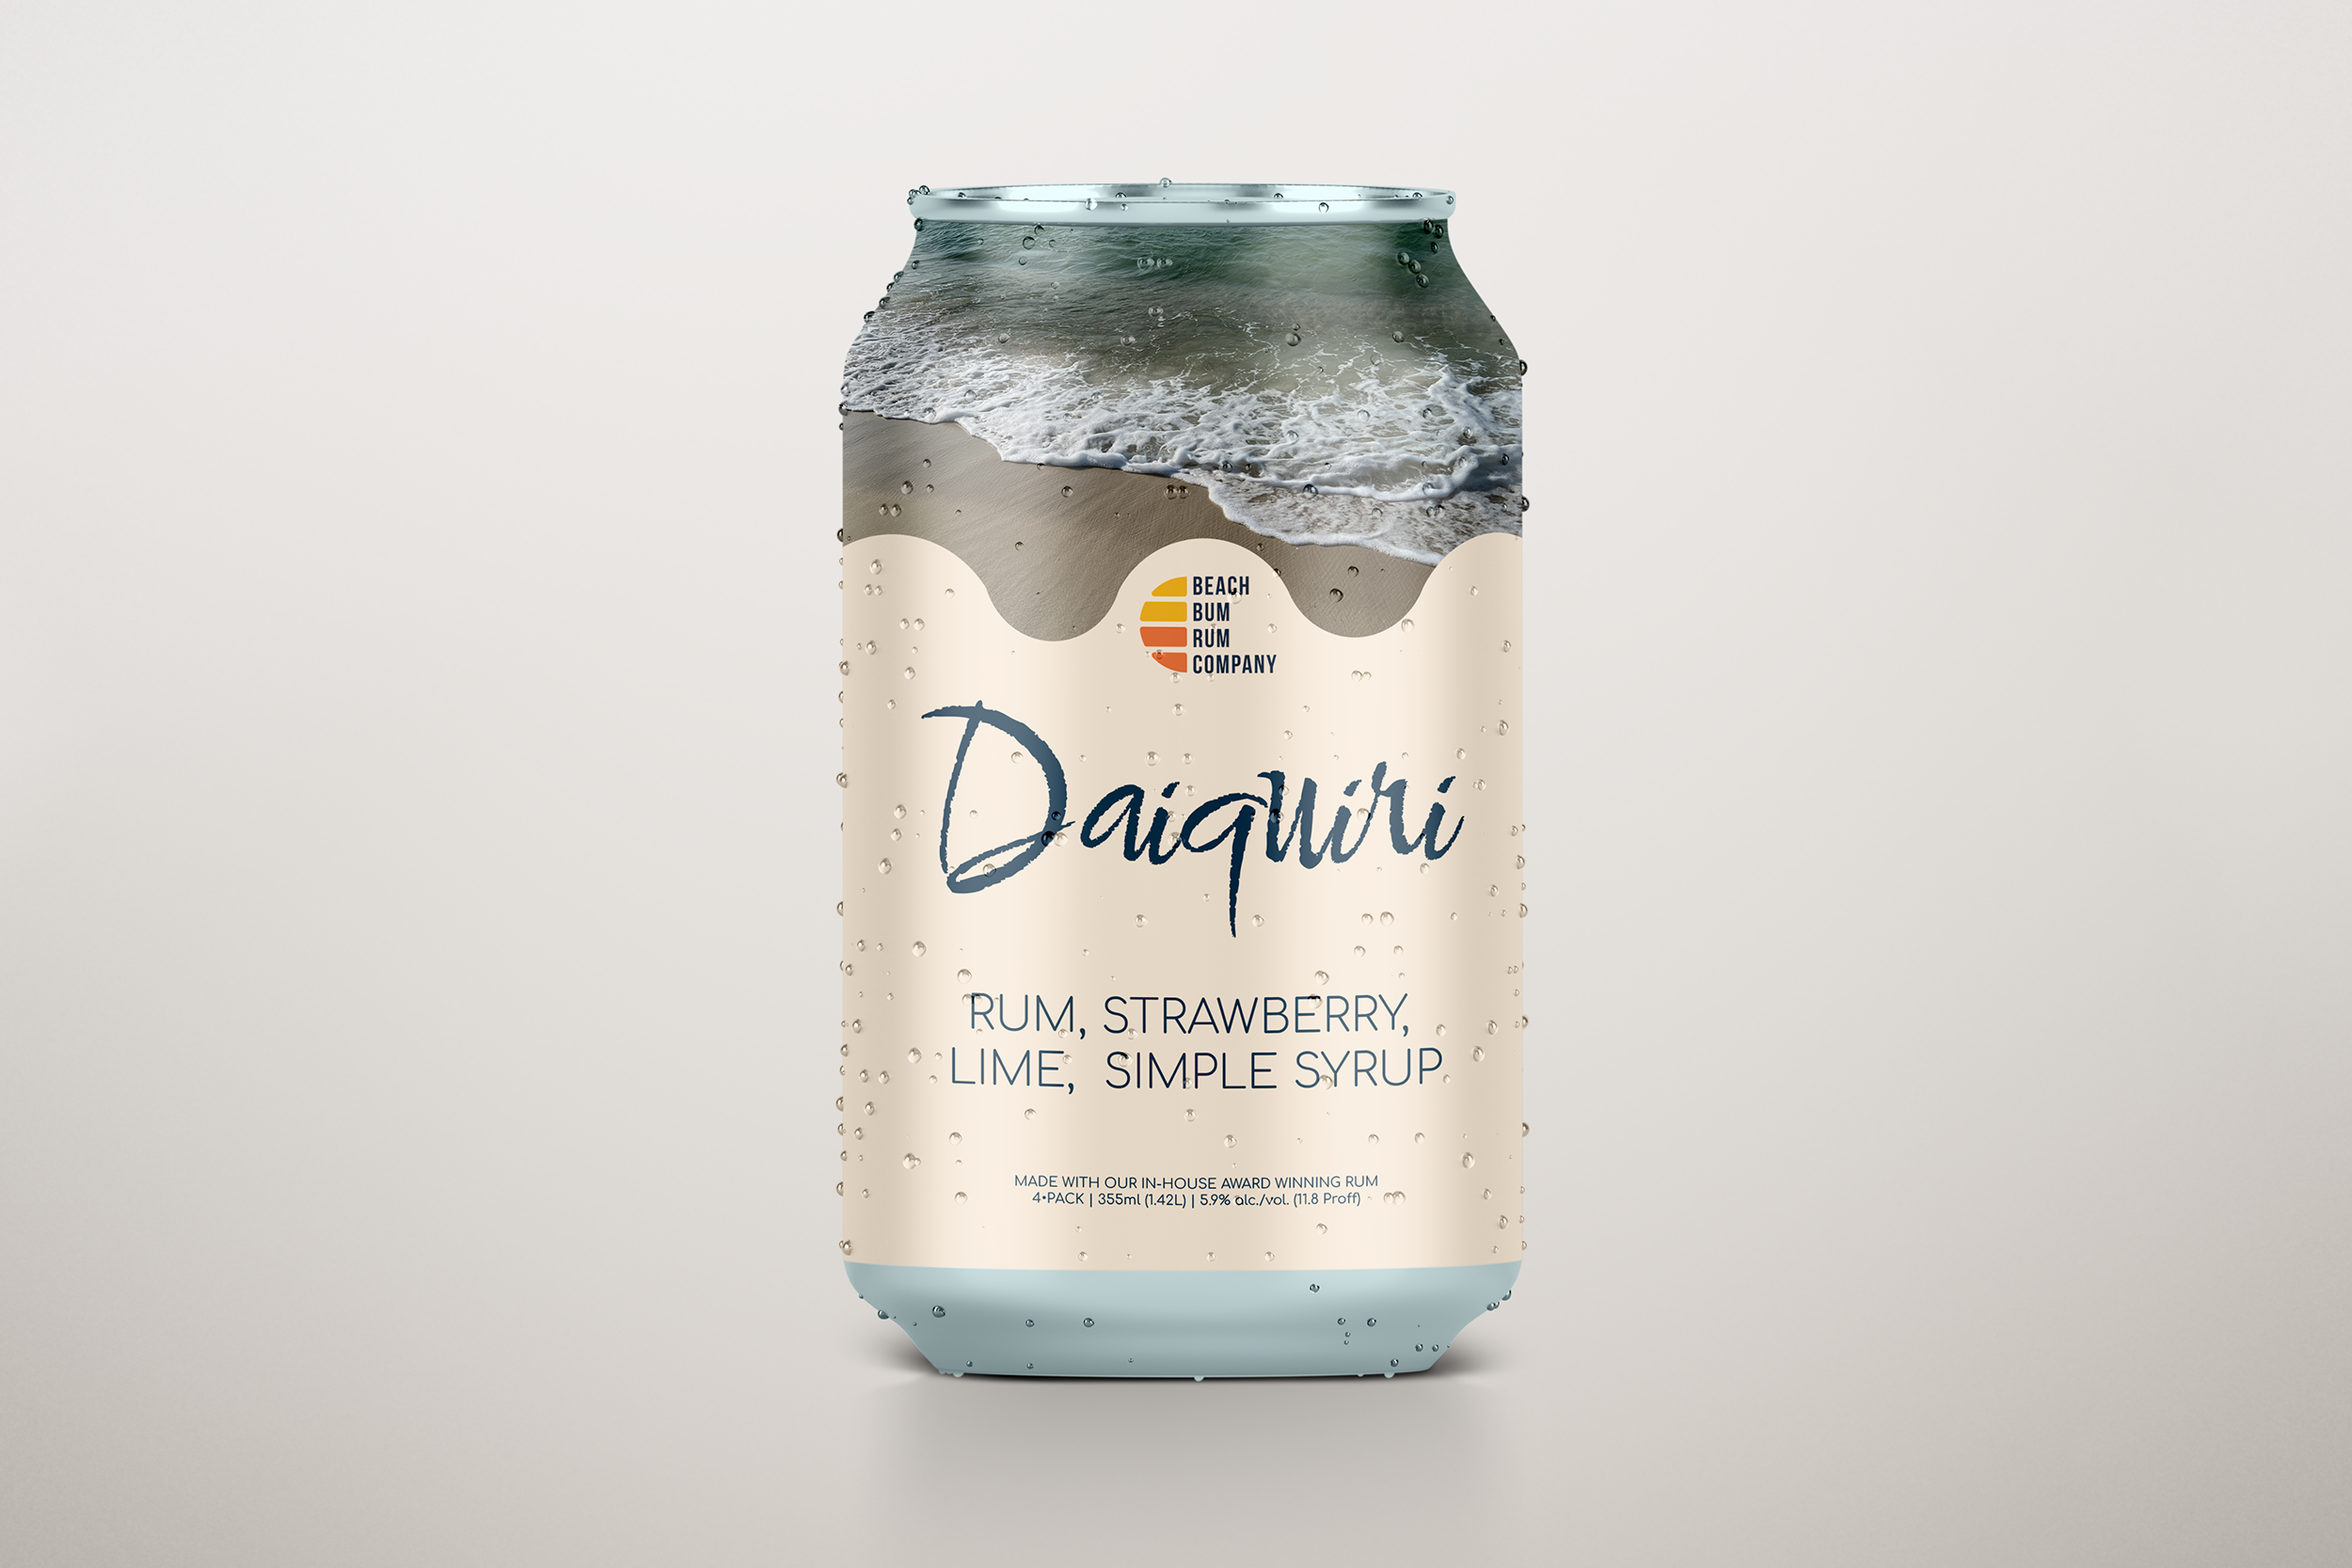 BEACH
BUM
RUM
COMPANY
Daiquiri
RUM, STRAWBERRY,
LIME, SIMPLE SYRUP
MADE WITH OUR IN-HOUSE AWARD WINNING RUM
4•PACK | 355ml (1.42L) | 5.9% alc./vol. (11.8 Proff)